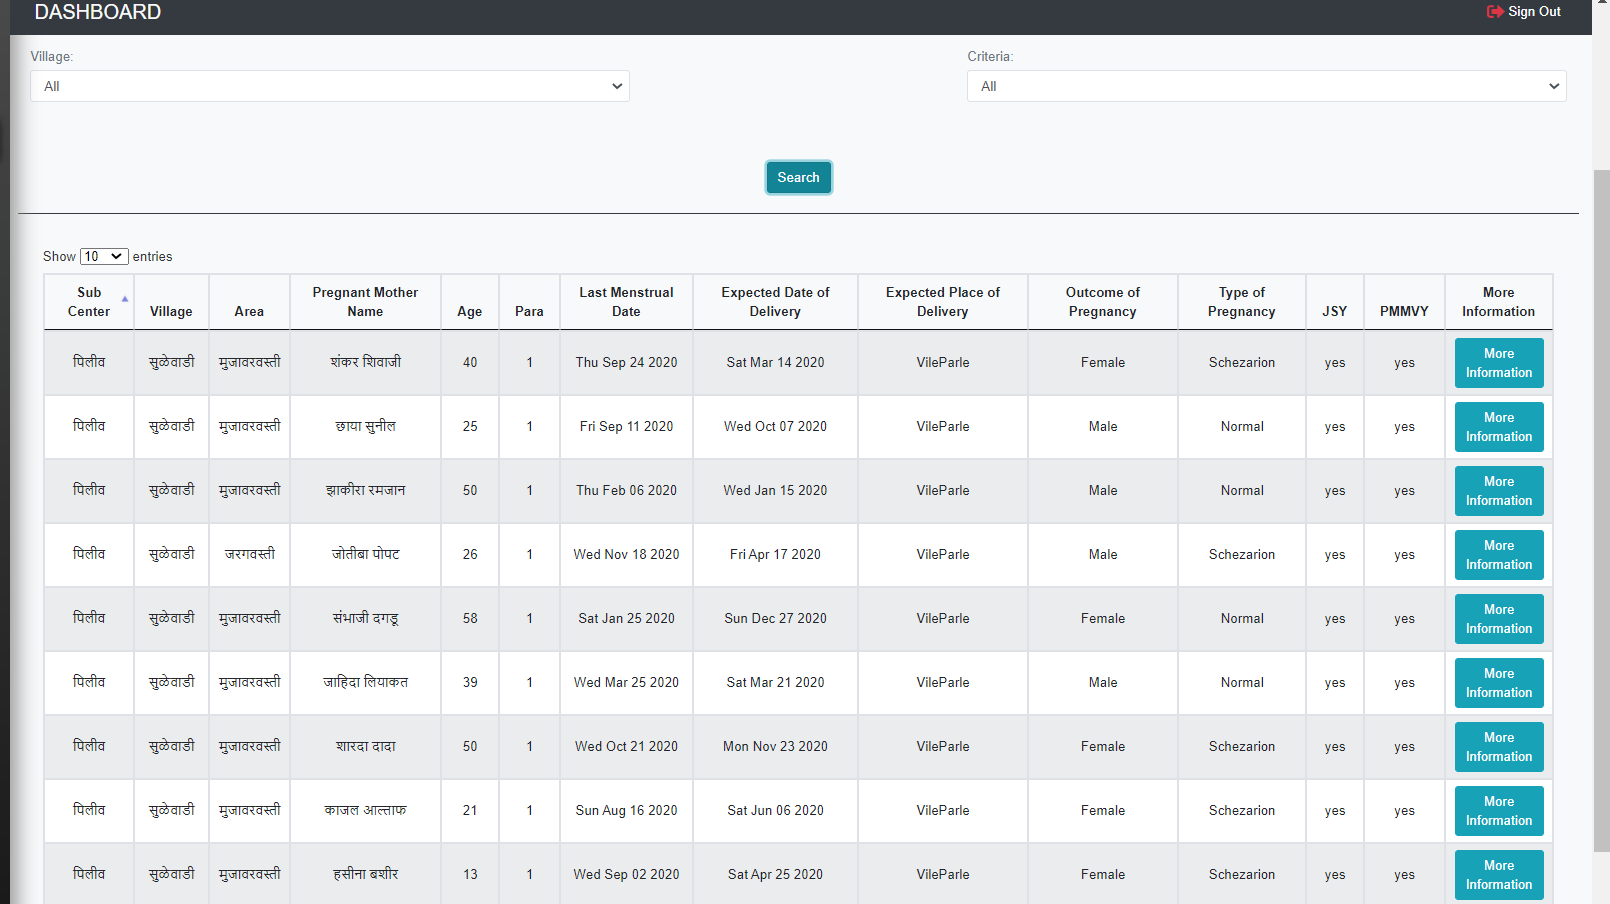 DASHBOARD
Sign Out
Village:
Criteria:
All
All
Search
Show 10 entries
Sub Center Village Area Pregnant Mother Name Age Para Last Menstrual Date Expected Date of Delivery Expected Place of Delivery Outcome of Pregnancy Type of Pregnancy JSY PMMVY More Information
पिलीव सुळेवाडी मुजावरवस्ती शंकर शिवाजी 40 1 Thu Sep 24 2020 Sat Mar 14 2020 VileParle Female Schezarion yes yes More Information
पिलीव सुळेवाडी मुजावरवस्ती छाया सुनील 25 1 Fri Sep 11 2020 Wed Oct 07 2020 VileParle Male Normal yes yes More Information
पिलीव सुळेवाडी मुजावरवस्ती झाकीरा रमजान 50 1 Thu Feb 06 2020 Wed Jan 15 2020 VileParle Male Normal yes yes More Information
पिलीव सुळेवाडी जरगवस्ती जोतीबा पोपट 26 1 Wed Nov 18 2020 Fri Apr 17 2020 VileParle Male Schezarion yes yes More Information
पिलीव सुळेवाडी मुजावरवस्ती संभाजी दगडू 58 1 Sat Jan 25 2020 Sun Dec 27 2020 VileParle Female Normal yes yes More Information
पिलीव सुळेवाडी मुजावरवस्ती जाहिदा लियाकत 39 1 Wed Mar 25 2020 Sat Mar 21 2020 VileParle Male Normal yes yes More Information
पिलीव सुळेवाडी मुजावरवस्ती शारदा दादा 50 1 Wed Oct 21 2020 Mon Nov 23 2020 VileParle Female Schezarion yes yes More Information
पिलीव सुळेवाडी मुजावरवस्ती काजल आल्ताफ 21 1 Sun Aug 16 2020 Sat Jun 06 2020 VileParle Female Schezarion yes yes More Information
पिलीव सुळेवाडी मुजावरवस्ती हसीना बशीर 13 1 Wed Sep 02 2020 Sat Apr 25 2020 VileParle Female Schezarion yes yes More Information